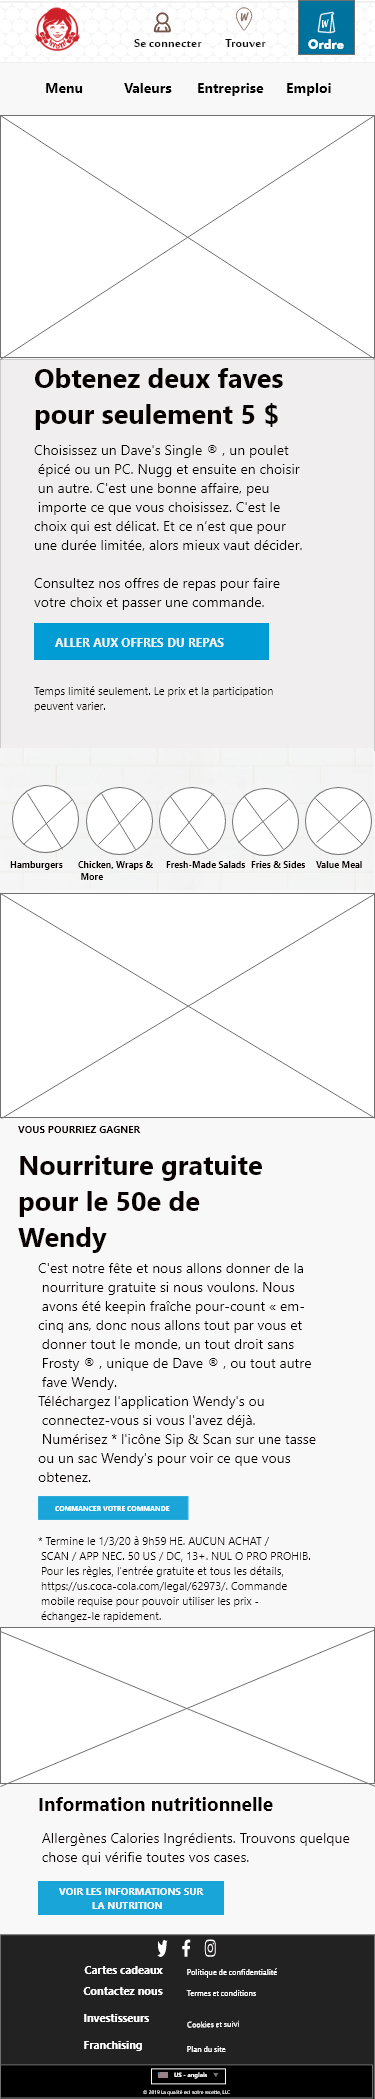 Se connecter Trouver Ordre
Menu Valeurs Entreprise Emploi
Obtenez deux faves
pour seulement 5 $
Choisissez un Dave's Single ® , un poulet
épicé ou un PC. Nugg et ensuite en choisir
un autre. C'est une bonne affaire, peu
importe ce que vous choisissez. C'est le
choix qui est délicat. Et ce n’est que pour
une durée limitée, alors mieux vaut décider.
Consultez nos offres de repas pour faire
votre choix et passer une commande.
ALLER AUX OFFRES DU REPAS
Temps limité seulement. Le prix et la participation
peuvent varier.
Hamburgers Chicken, Wraps & Fresh-Made Salads Fries & Sides Value Meal
More
VOUS POURRIEZ GAGNER
Nourriture gratuite
pour le 50e de
Wendy
C'est notre fête et nous allons donner de la
nourriture gratuite si nous voulons. Nous
avons été keepin fraîche pour-count « em-
cinq ans, donc nous allons tout par vous et
donner tout le monde, un tout droit sans
Frosty ® , unique de Dave ® , ou tout autre
fave Wendy.
Téléchargez l'application Wendy's ou
connectez-vous si vous l'avez déjà.
Numérisez * l'icône Sip & Scan sur une tasse
ou un sac Wendy's pour voir ce que vous
obtenez.
COMMANCER VOTRE COMMANDE
* Termine le 1/3/20 à 9h59 HE. AUCUN ACHAT /
SCAN / APP NEC. 50 US / DC, 13+. NUL O PRO PROHIB.
Pour les règles, l'entrée gratuite et tous les détails,
https://us.coca-cola.com/legal/62973/. Commande
mobile requise pour pouvoir utiliser les prix -
échangez-le rapidement.
Information nutritionnelle
Allergènes Calories Ingrédients. Trouvons quelque
chose qui vérifie toutes vos cases.
VOIR LES INFORMATIONS SUR
LA NUTRITION
Cartes cadeaux Politique de confidentialité
Contactez nous Termes et conditions
Investisseurs Cookies et suivi
Franchising Plan du site
US - anglais
© 2019 La qualité est notre recette, LLC